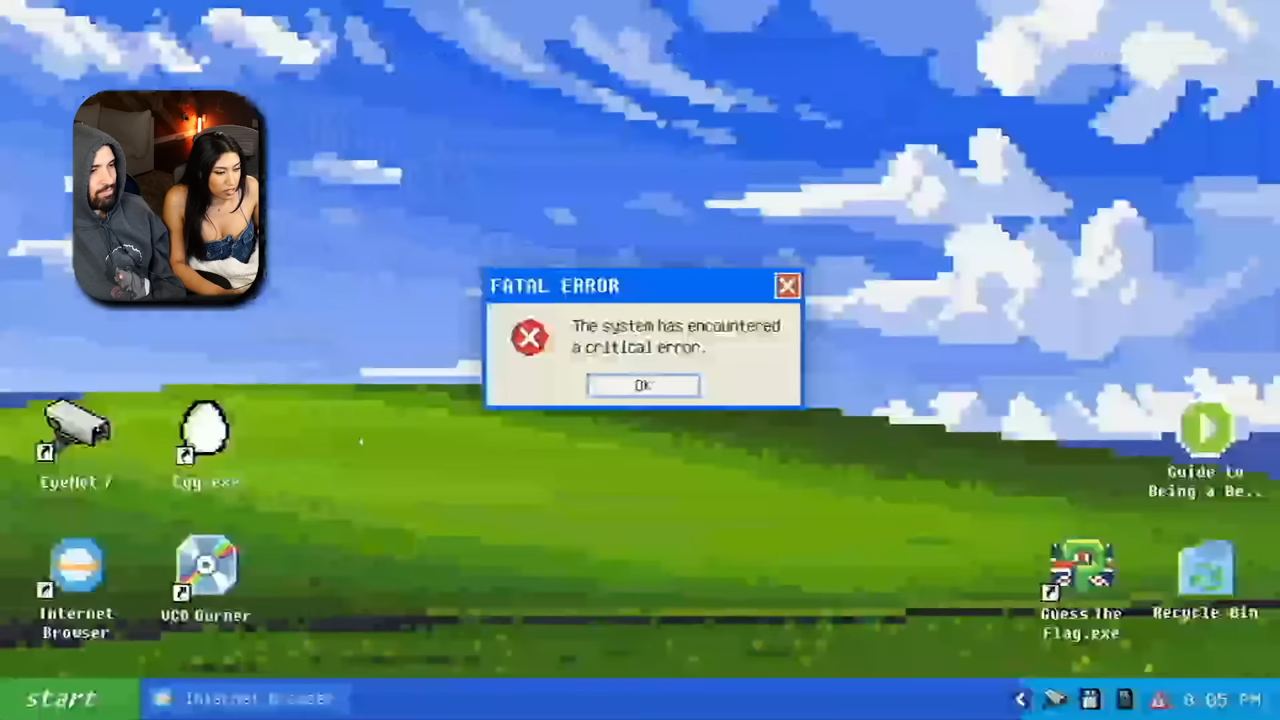 FATAL ERROR
The system has encountered
a critical error.
OK
EyeNet 7
Egg.exe
Guide to
Being a Be..
Internet
Browser
VCD Burner
Guess The
Flag.exe
Recycle Bin
start
Internet Browser
8:05 PM